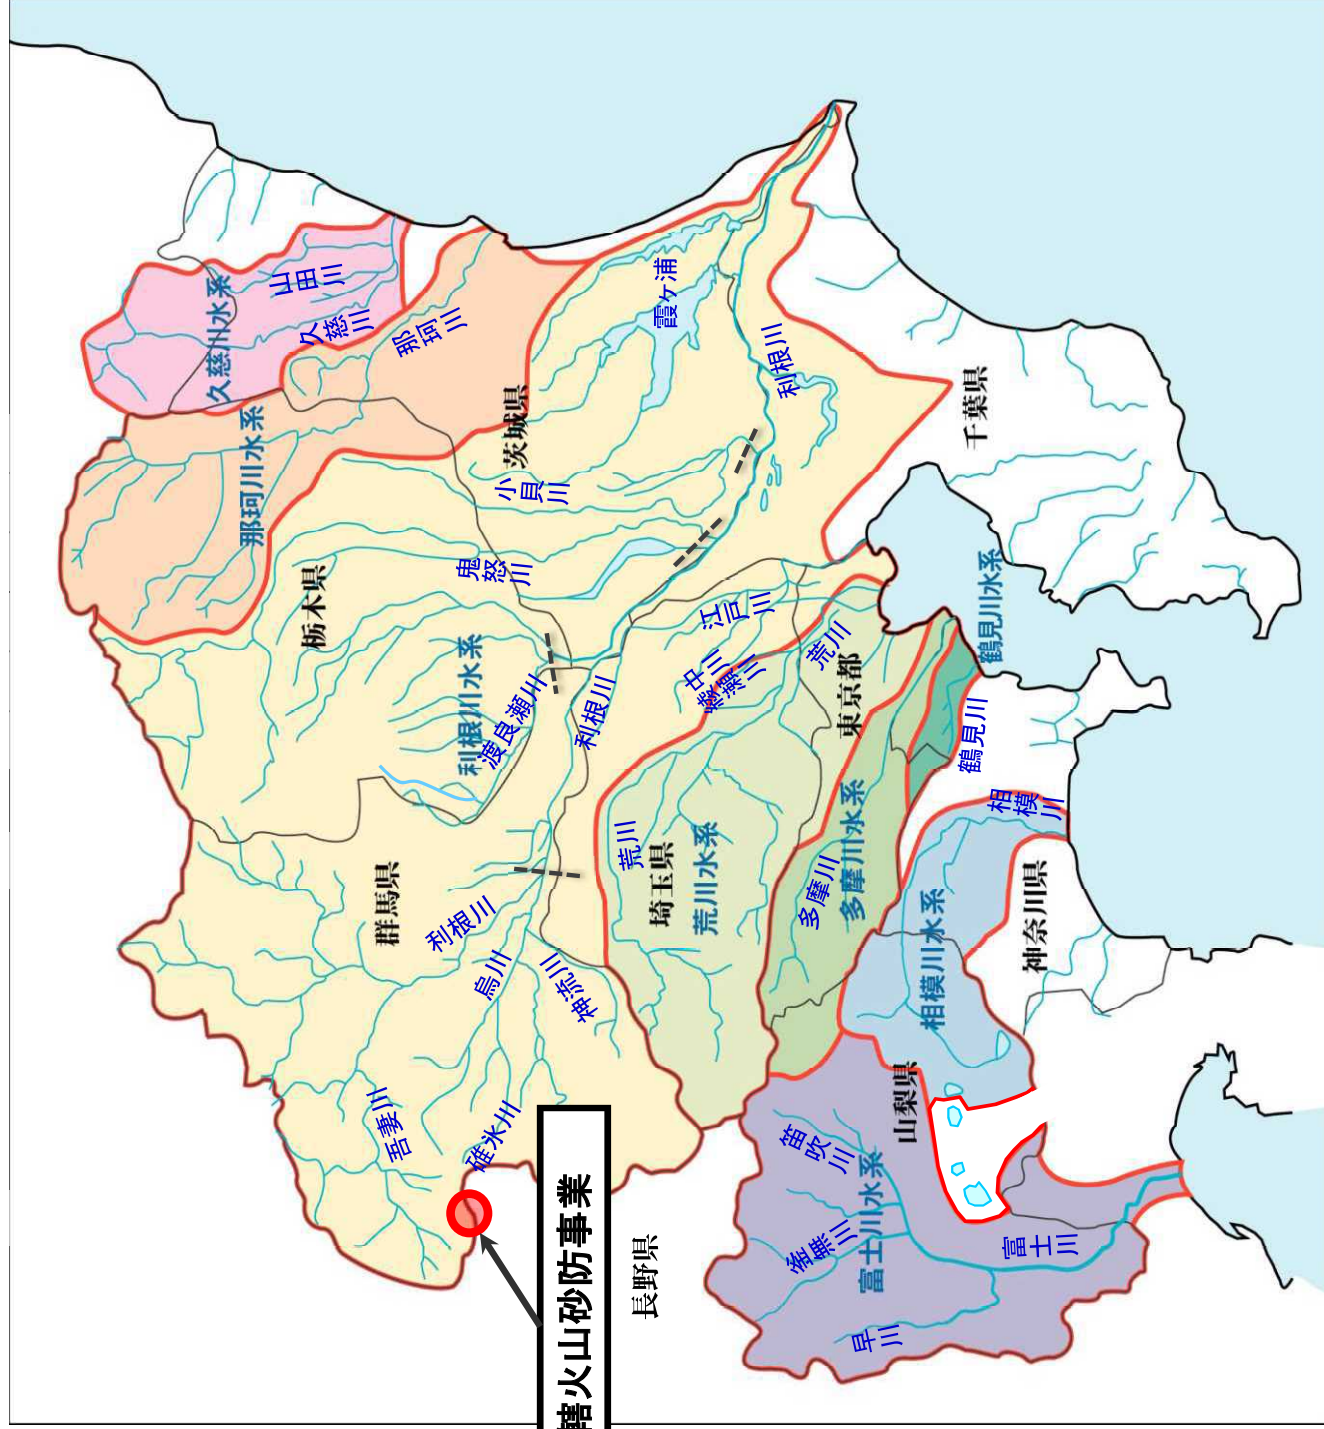 久慈川水系
山田川
久慈川
那珂川
那珂川水系
霞ヶ浦
利根川
茨城県
千葉県
小貝川
鬼怒川
栃木県
利根川水系
渡良瀬川
利根川
江戸川
中川
綾瀬川
荒川
東京都
鶴見川水系
鶴見川
相模川
荒川
埼玉県
荒川水系
多摩川
多摩川水系
群馬県
利根川
烏川
神流川
相模川水系
神奈川県
吾妻川
碓氷川
山梨県
笛吹川
富士川水系
釜無川
富士川
早川
長野県
轄火山砂防事業